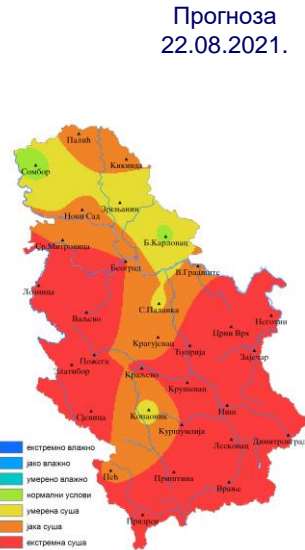 Прогноза
22.08.2021.
Палић
Кикинда
Сомбор
Зрењанин
Нови Сад
Б.Карловац
Ср.Митровица
Београд
В.Градиште
Лозница
С.Паланка
Ваљево
Неготин
Црни Врх
Крагујевац
Ћуприја
Зајечар
Пожега
Златибор
Краљево
Крушевац
Сјеница
Копаоник
Ниш
Куршумлија
Димитровград
Лесковац
Пећ
Приштина
Врање
Призрен
екстремно влажно
јако влажно
умерено влажно
нормални услови
умерена суша
јака суша
екстремна суша